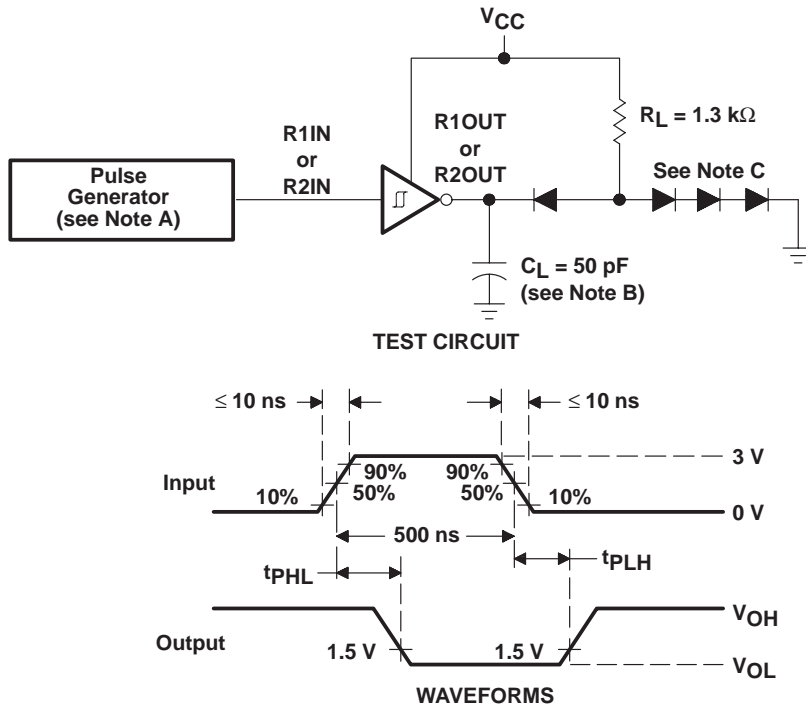 VCC
RL = 1.3 kΩ
R1IN
or
R2IN
R1OUT
or
R2OUT
See Note C
Pulse
Generator
(see Note A)
CL = 50 pF
(see Note B)
TEST CIRCUIT
≤ 10 ns
≤ 10 ns
Input
10%
90%
50%
90%
50%
10%
3 V
0 V
500 ns
tPHL
tPLH
Output
1.5 V
1.5 V
VOH
VOL
WAVEFORMS